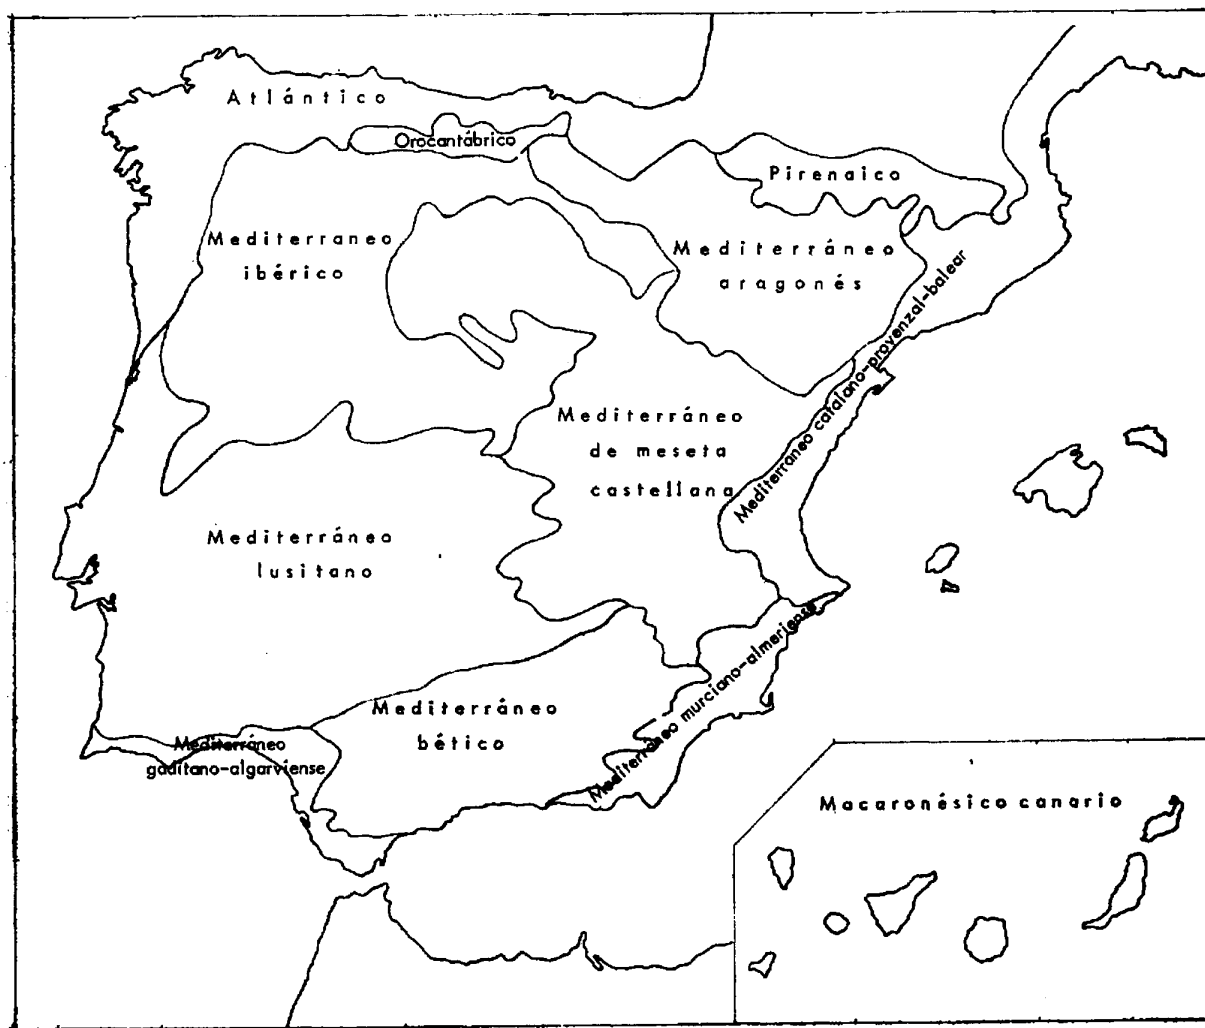 Atlántico
Orocantábrico
Pirenaico
Mediterraneo
ibérico
Mediterráneo
aragonés
Mediterraneo catalano-provenzal-balear
Mediterráneo
de meseta
castellana
Mediterráneo
lusitano
Mediterráneo
bético
Mediterráneo murciano-almeriense
Mediterráneo
gaditano-algarviense
Macaronésico canario